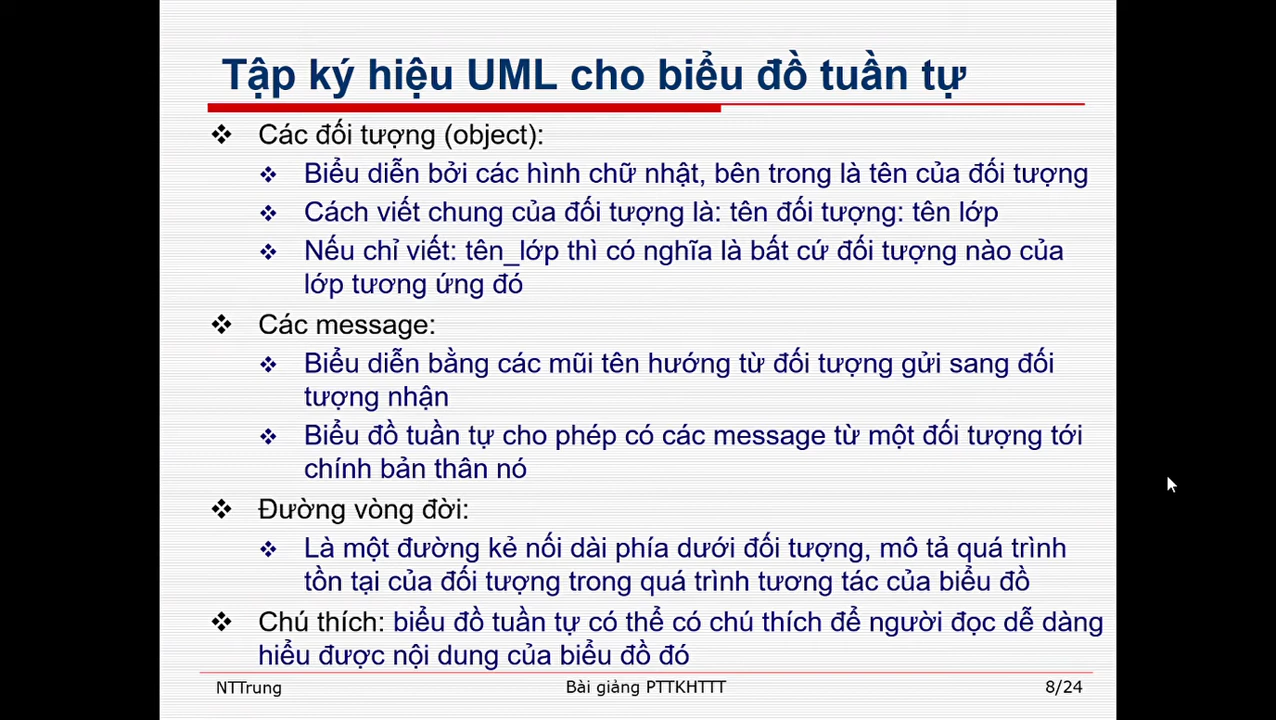 Tập ký hiệu UML cho biểu đồ tuần tự
Các đối tượng (object):
Biểu diễn bởi các hình chữ nhật, bên trong là tên của đối tượng
Cách viết chung của đối tượng là: tên đối tượng: tên lớp
Nếu chỉ viết: tên_lớp thì có nghĩa là bất cứ đối tượng nào của
lớp tương ứng đó
Các message:
Biểu diễn bằng các mũi tên hướng từ đối tượng gửi sang đối
tượng nhận
Biểu đồ tuần tự cho phép có các message từ một đối tượng tới
chính bản thân nó
Đường vòng đời:
Là một đường kẻ nối dài phía dưới đối tượng, mô tả quá trình
tồn tại của đối tượng trong quá trình tương tác của biểu đồ
Chú thích: biểu đồ tuần tự có thể có chú thích để người đọc dễ dàng
hiểu được nội dung của biểu đồ đó
NTTrung Bài giảng PTTKHTTT 8/24